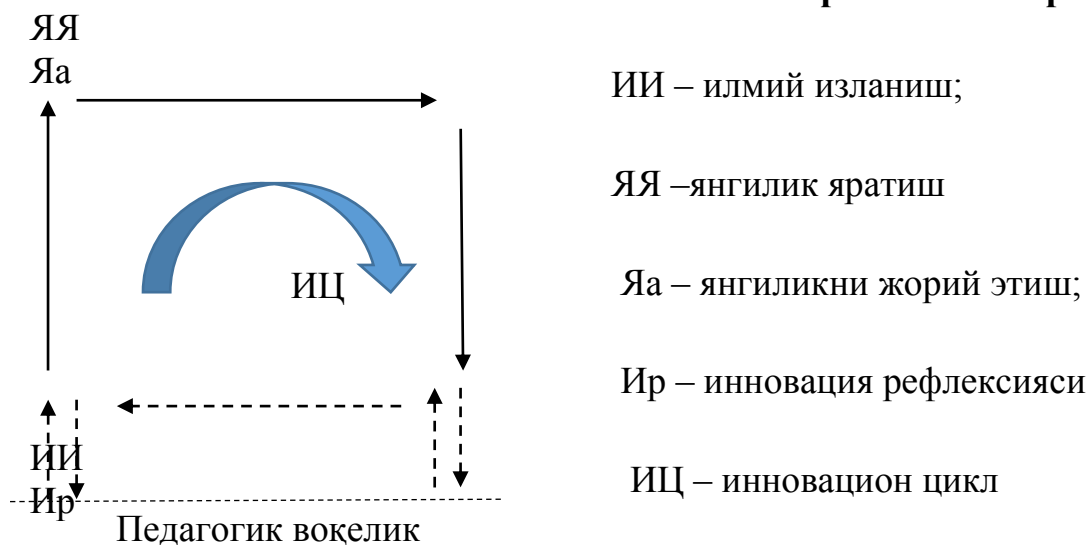 ЯЯ
Яа
ИИ – илмий изланиш;
ЯЯ –янгилик яратиш
ИЦ
Яа – янгиликни жорий этиш;
Ир – инновация рефлексияси
ИИ
Ир
ИЦ – инновацион цикл
Педагогик воқелик